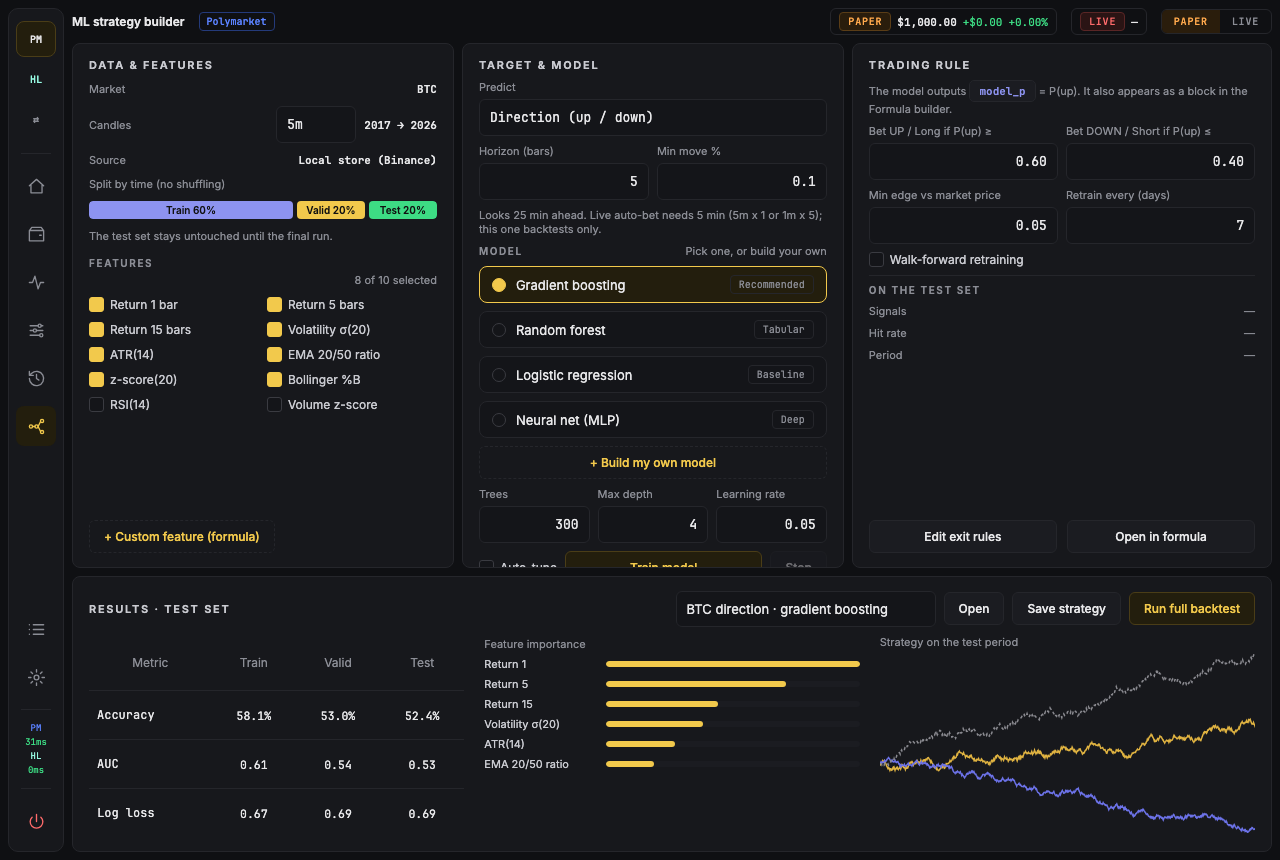 PM
HL
ML strategy builder
Polymarket
PAPER $1,000.00 +$0.00 +0.00%
LIVE —
PAPER LIVE
DATA & FEATURES
Market BTC
Candles 5m 2017 → 2026
Source Local store (Binance)
Split by time (no shuffling)
Train 60% Valid 20% Test 20%
The test set stays untouched until the final run.
FEATURES
8 of 10 selected
Return 1 bar Return 5 bars
Return 15 bars Volatility σ(20)
ATR(14) EMA 20/50 ratio
z-score(20) Bollinger %B
RSI(14) Volume z-score
+ Custom feature (formula)
TARGET & MODEL
Predict
Direction (up / down)
Horizon (bars) Min move %
5 0.1
Looks 25 min ahead. Live auto-bet needs 5 min (5m x 1 or 1m x 5);
this one backtests only.
MODEL Pick one, or build your own
Gradient boosting Recommended
Random forest Tabular
Logistic regression Baseline
Neural net (MLP) Deep
+ Build my own model
Trees Max depth Learning rate
300 4 0.05
Auto-tune Train model Stop
TRADING RULE
The model outputs model_p = P(up). It also appears as a block in the
Formula builder.
Bet UP / Long if P(up) ≥ Bet DOWN / Short if P(up) ≤
0.60 0.40
Min edge vs market price Retrain every (days)
0.05 7
Walk-forward retraining
ON THE TEST SET
Signals —
Hit rate —
Period —
Edit exit rules Open in formula
RESULTS · TEST SET
BTC direction · gradient boosting Open Save strategy Run full backtest
Metric Train Valid Test
Accuracy 58.1% 53.0% 52.4%
AUC 0.61 0.54 0.53
Log loss 0.67 0.69 0.69
Feature importance
Return 1
Return 5
Return 15
Volatility σ(20)
ATR(14)
EMA 20/50 ratio
Strategy on the test period
PM
31ms
HL
0ms